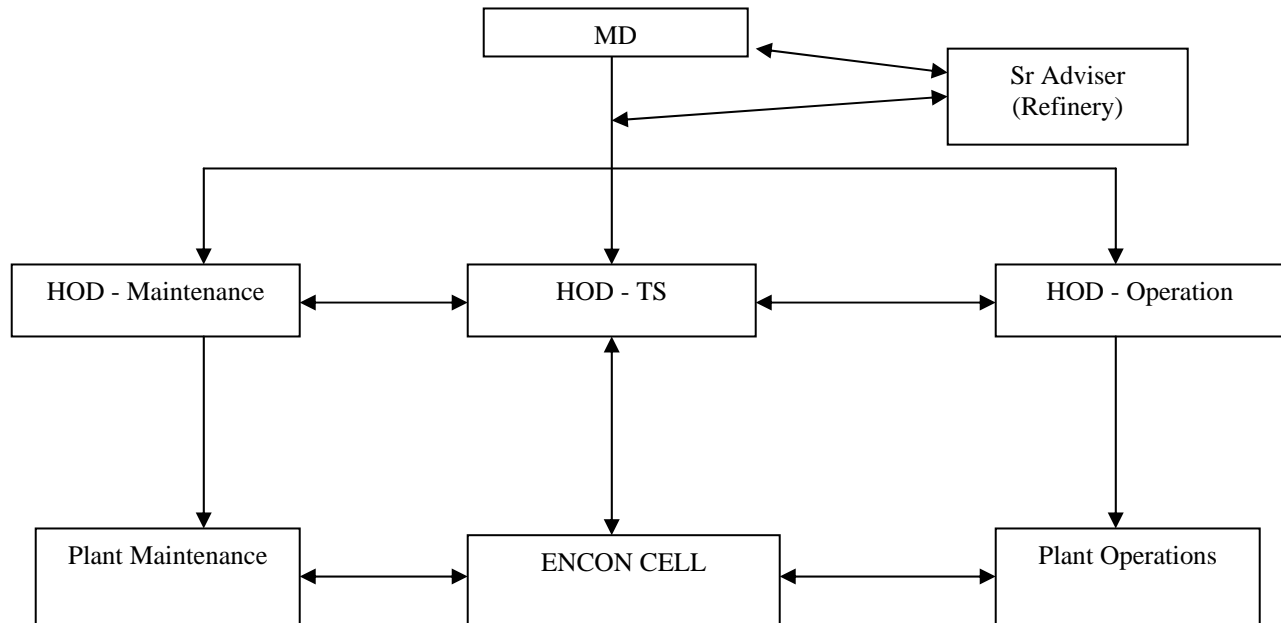 MD
Sr Adviser
(Refinery)
HOD - Maintenance
HOD - TS
HOD - Operation
Plant Maintenance
ENCON CELL
Plant Operations